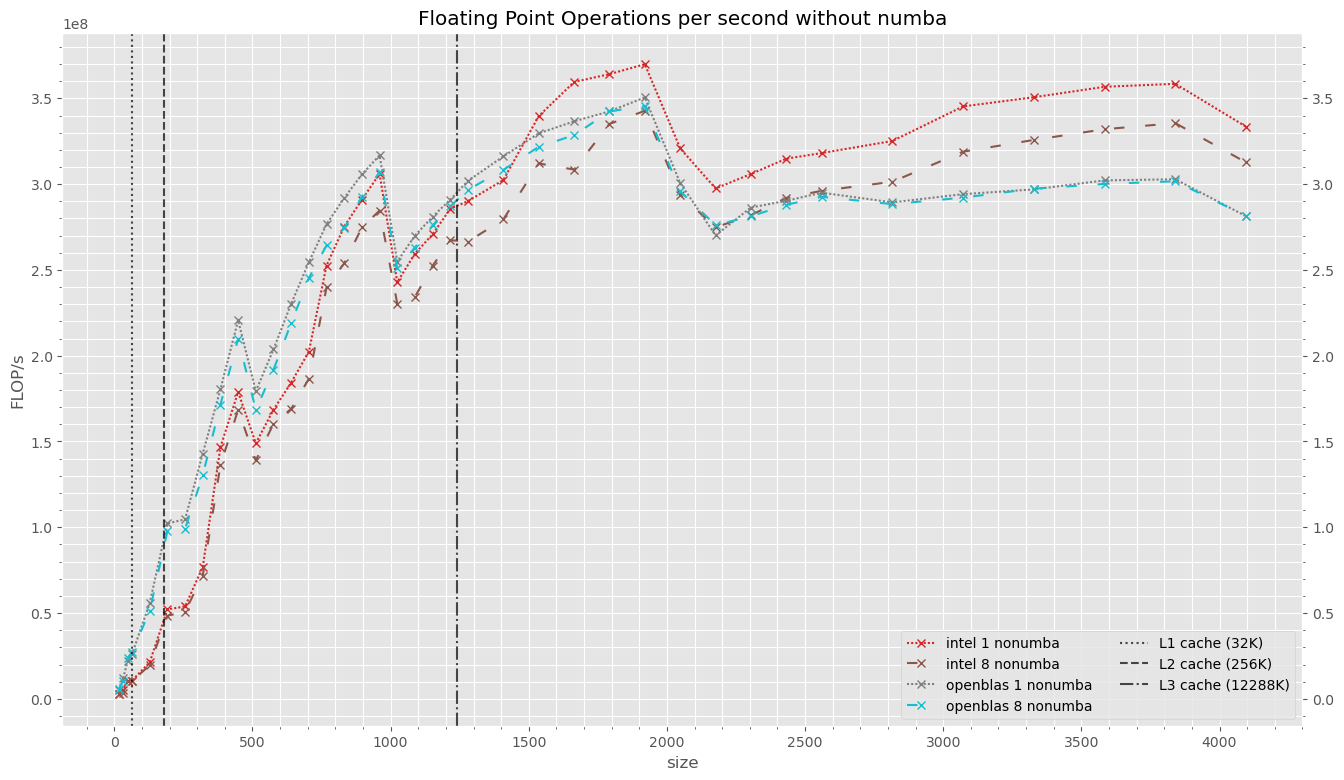 Floating Point Operations per second without numba
1e8
3.5
3.0
2.5
2.0
1.5
1.0
0.5
0.0
FLOP/s
3.5
3.0
2.5
2.0
1.5
1.0
0.5
0.0
intel 1 nonumba
intel 8 nonumba
openblas 1 nonumba
openblas 8 nonumba
L1 cache (32K)
L2 cache (256K)
L3 cache (12288K)
0 500 1000 1500 2000 2500 3000 3500 4000
size